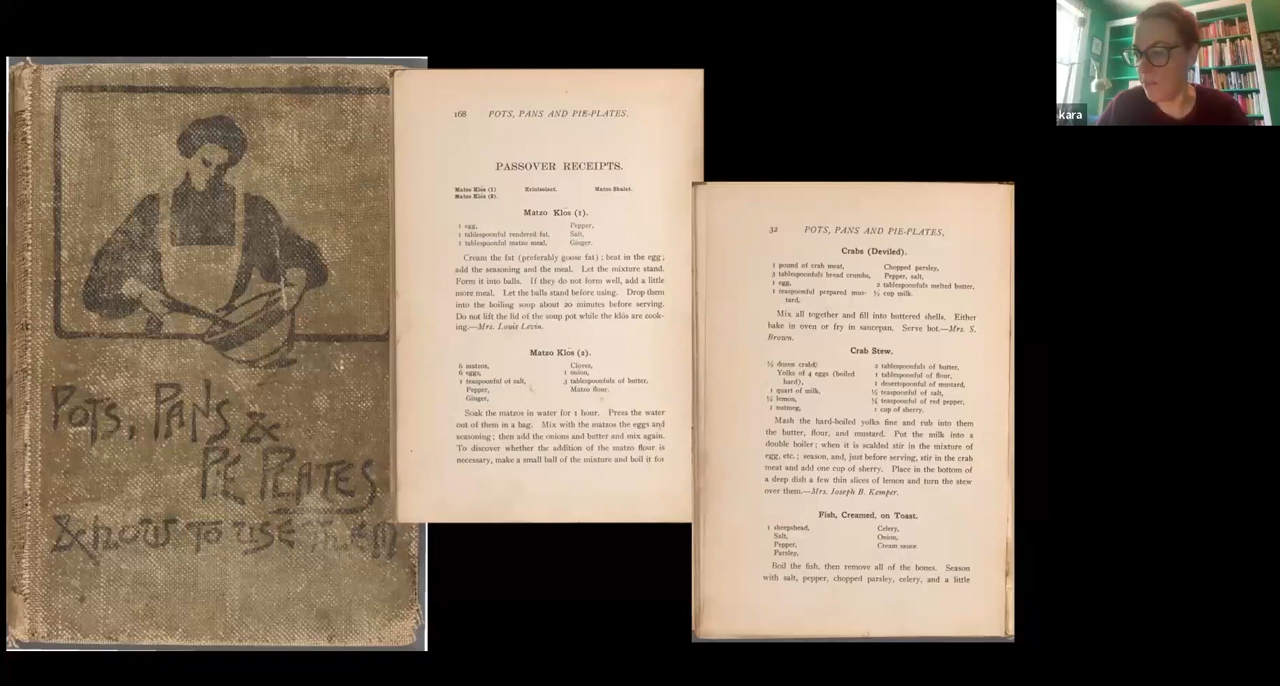 POTS, PANS &
PIE PLATES
& HOW TO USE THEM
168 POTS, PANS AND PIE-PLATES.
PASSOVER RECEIPTS.
Matzo Klös (1) Krintselect. Matzo Shalet.
Matzo Klös (2).
Matzo Klös (1).
1 egg, Pepper,
1 tablespoonful rendered fat, Salt,
1 tablespoonful matzo meal, Ginger.
Cream the fat (preferably goose fat) ; beat in the egg ;
add the seasoning and the meal. Let the mixture stand.
Form it into balls. If they do not form well, add a little
more meal. Let the balls stand before using. Drop them
into the boiling soup about 20 minutes before serving.
Do not lift the lid of the soup pot while the klös are cook-
ing.—Mrs. Louis Levin.
Matzo Klös (2).
6 matzos, Cloves,
6 eggs, 1 onion,
1 teaspoonful of salt, 3 tablespoonfuls of butter,
Pepper, Matzo flour.
Ginger,
Soak the matzos in water for 1 hour. Press the water
out of them in a bag. Mix with the matzos the eggs and
seasoning ; then add the onions and butter and mix again.
To discover whether the addition of the matzo flour is
necessary, make a small ball of the mixture and boil it for
32 POTS, PANS AND PIE-PLATES,
Crabs (Deviled).
1 pound of crab meat, Chopped parsley,
3 tablespoonfuls bread crumbs, Pepper, salt,
1 egg, 2 tablespoonfuls melted butter,
1 teaspoonful prepared mus- ½ cup milk.
tard,
Mix all together and fill into buttered shells. Either
bake in oven or fry in saucepan. Serve hot.—Mrs. S.
Brown.
Crab Stew.
½ dozen crabs, 2 tablespoonfuls of butter,
Yolks of 4 eggs (boiled 1 tablespoonful of flour,
hard), 1 desertspoonful of mustard,
1 quart of milk, ½ teaspoonful of salt,
½ lemon, ¼ teaspoonful of red pepper,
1 nutmeg, 1 cup of sherry.
Mash the hard-boiled yolks fine and rub into them
the butter, flour, and mustard. Put the milk into a
double boiler ; when it is scalded stir in the mixture of
egg, etc. ; season, and, just before serving, stir in the crab
meat and add one cup of sherry. Place in the bottom of
a deep dish a few thin slices of lemon and turn the stew
over them.—Mrs. Joseph B. Kemper.
Fish, Creamed, on Toast.
1 sheepshead, Celery,
Salt, Onion,
Pepper, Cream sauce.
Parsley,
Boil the fish, then remove all of the bones. Season
with salt, pepper, chopped parsley, celery, and a little
kara